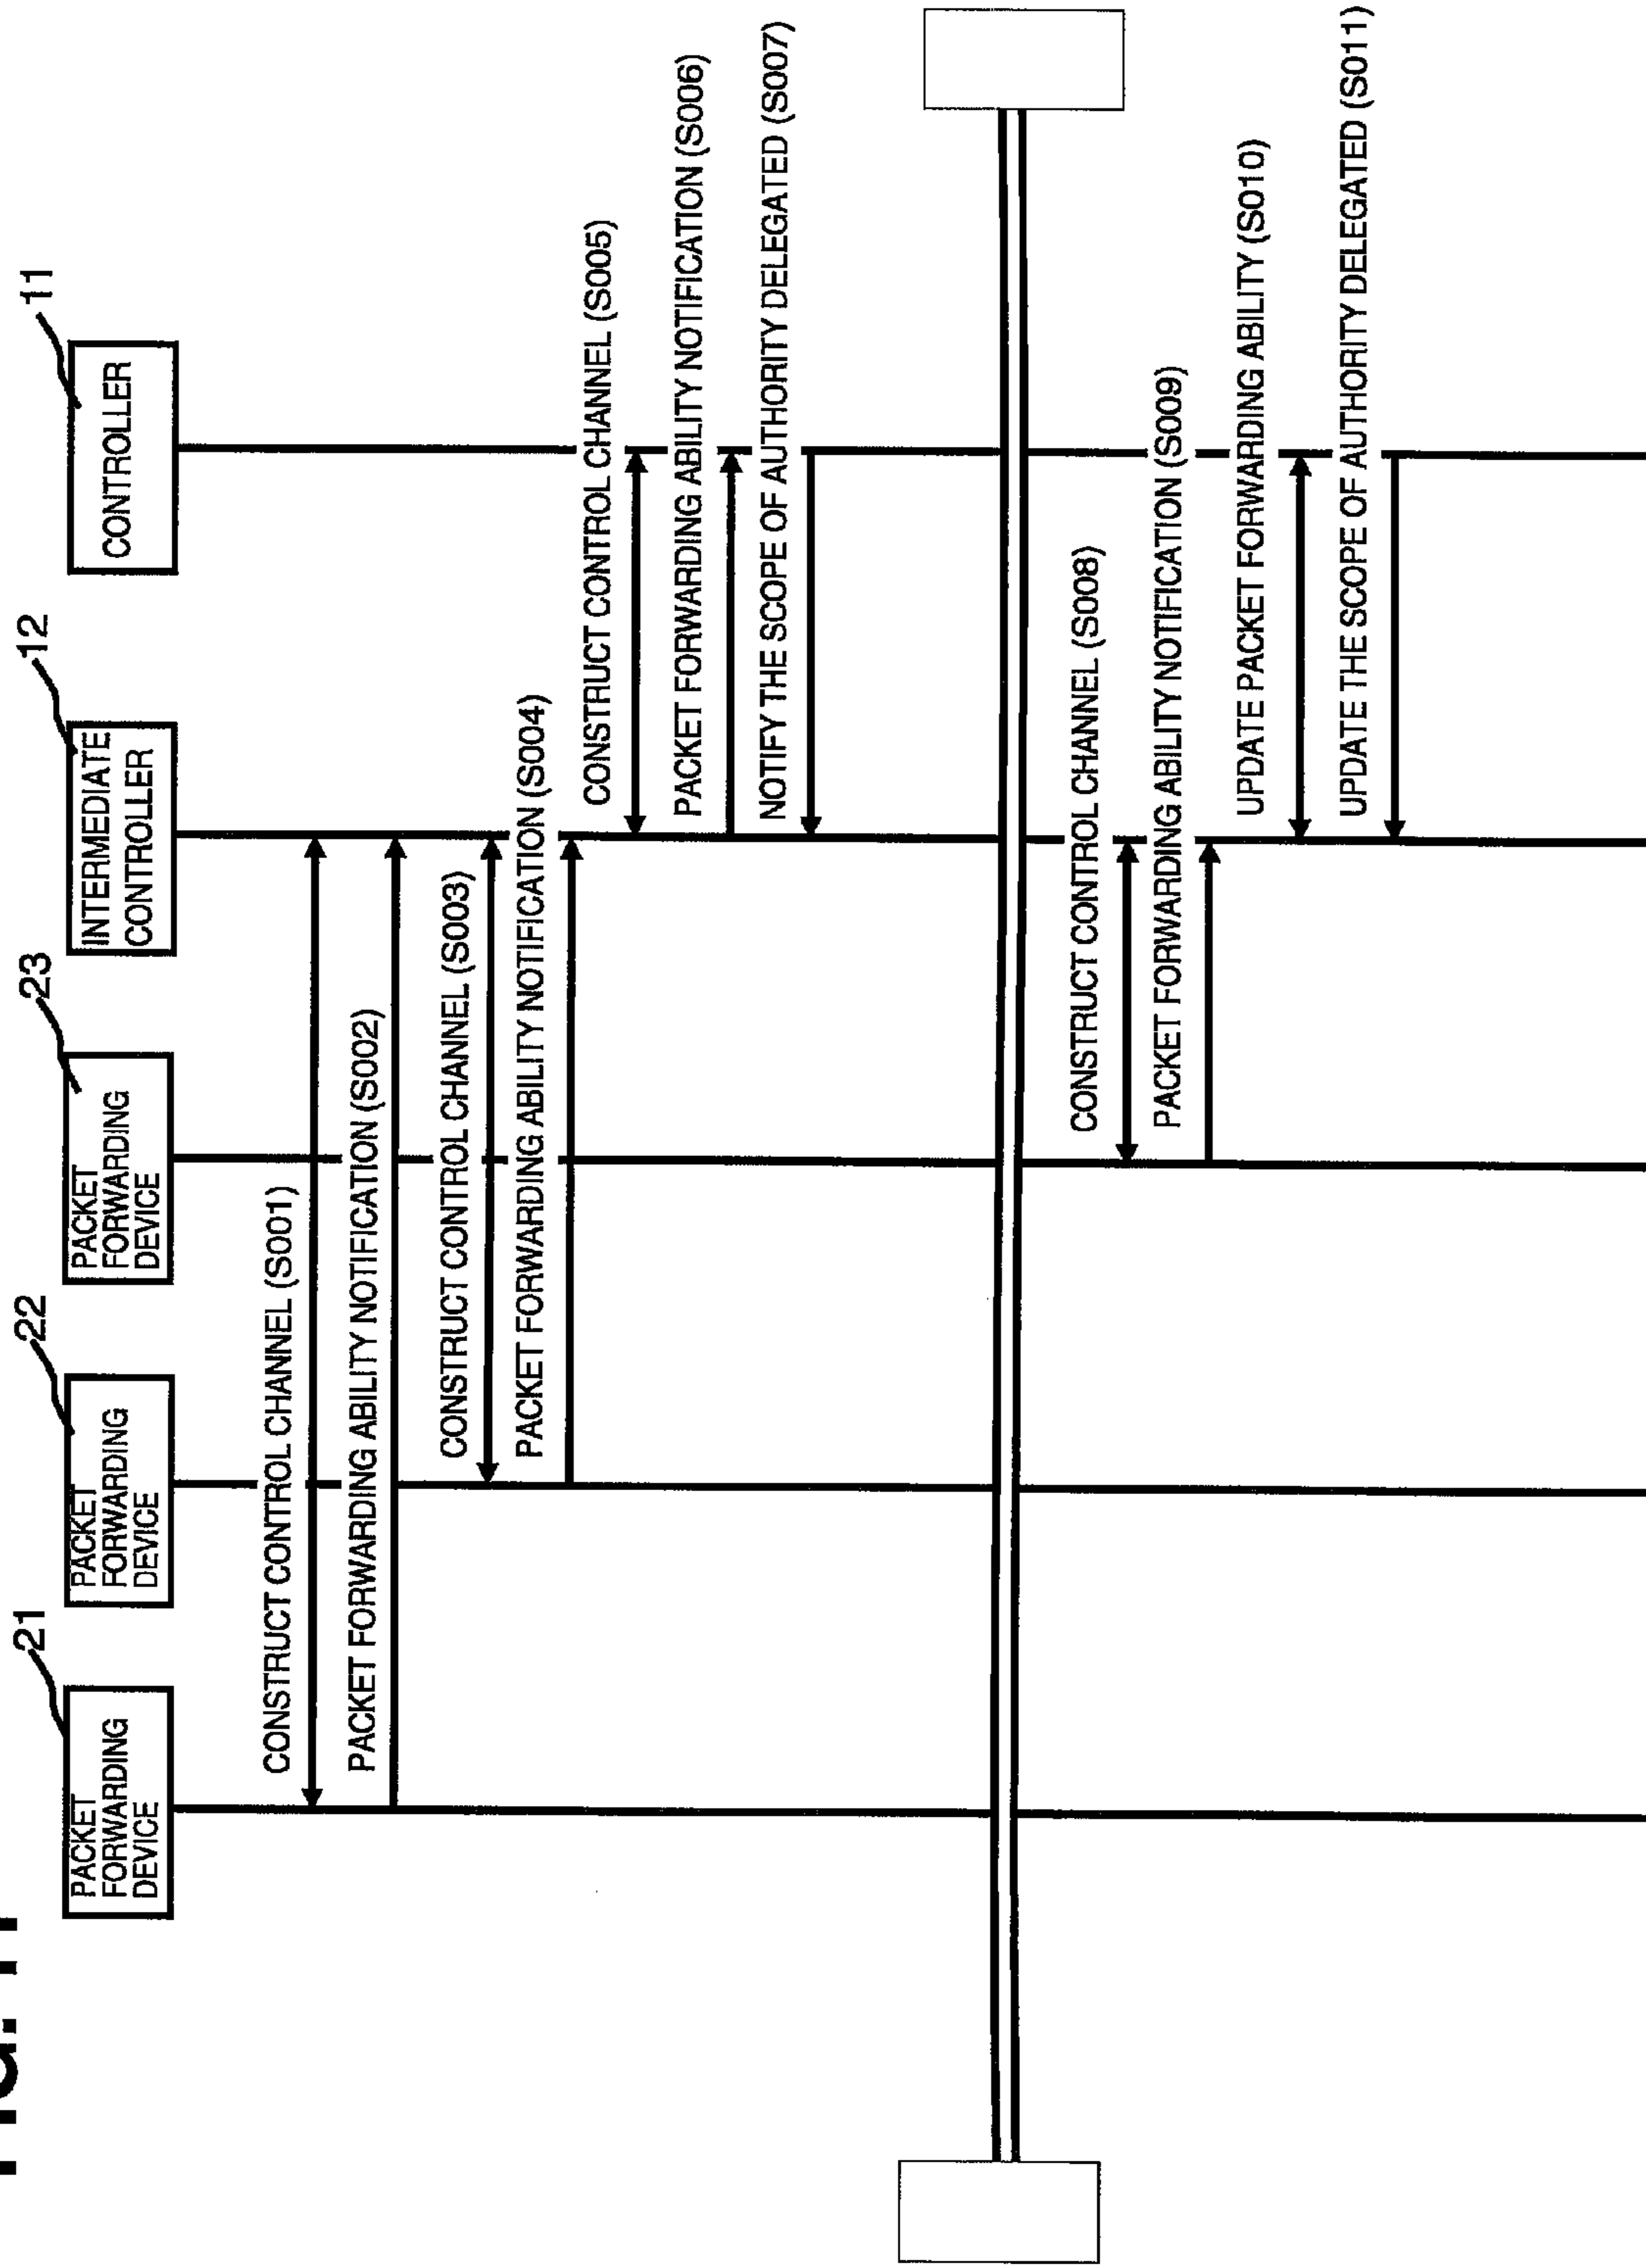 PACKET
FORWARDING
DEVICE
21
PACKET
FORWARDING
DEVICE
22
PACKET
FORWARDING
DEVICE
23
INTERMEDIATE
CONTROLLER
12
CONTROLLER
11
CONSTRUCT CONTROL CHANNEL (S001)
PACKET FORWARDING ABILITY NOTIFICATION (S002)
CONSTRUCT CONTROL CHANNEL (S003)
PACKET FORWARDING ABILITY NOTIFICATION (S004)
CONSTRUCT CONTROL CHANNEL (S005)
PACKET FORWARDING ABILITY NOTIFICATION (S006)
NOTIFY THE SCOPE OF AUTHORITY DELEGATED (S007)
CONSTRUCT CONTROL CHANNEL (S008)
PACKET FORWARDING ABILITY NOTIFICATION (S009)
UPDATE PACKET FORWARDING ABILITY (S010)
UPDATE THE SCOPE OF AUTHORITY DELEGATED (S011)